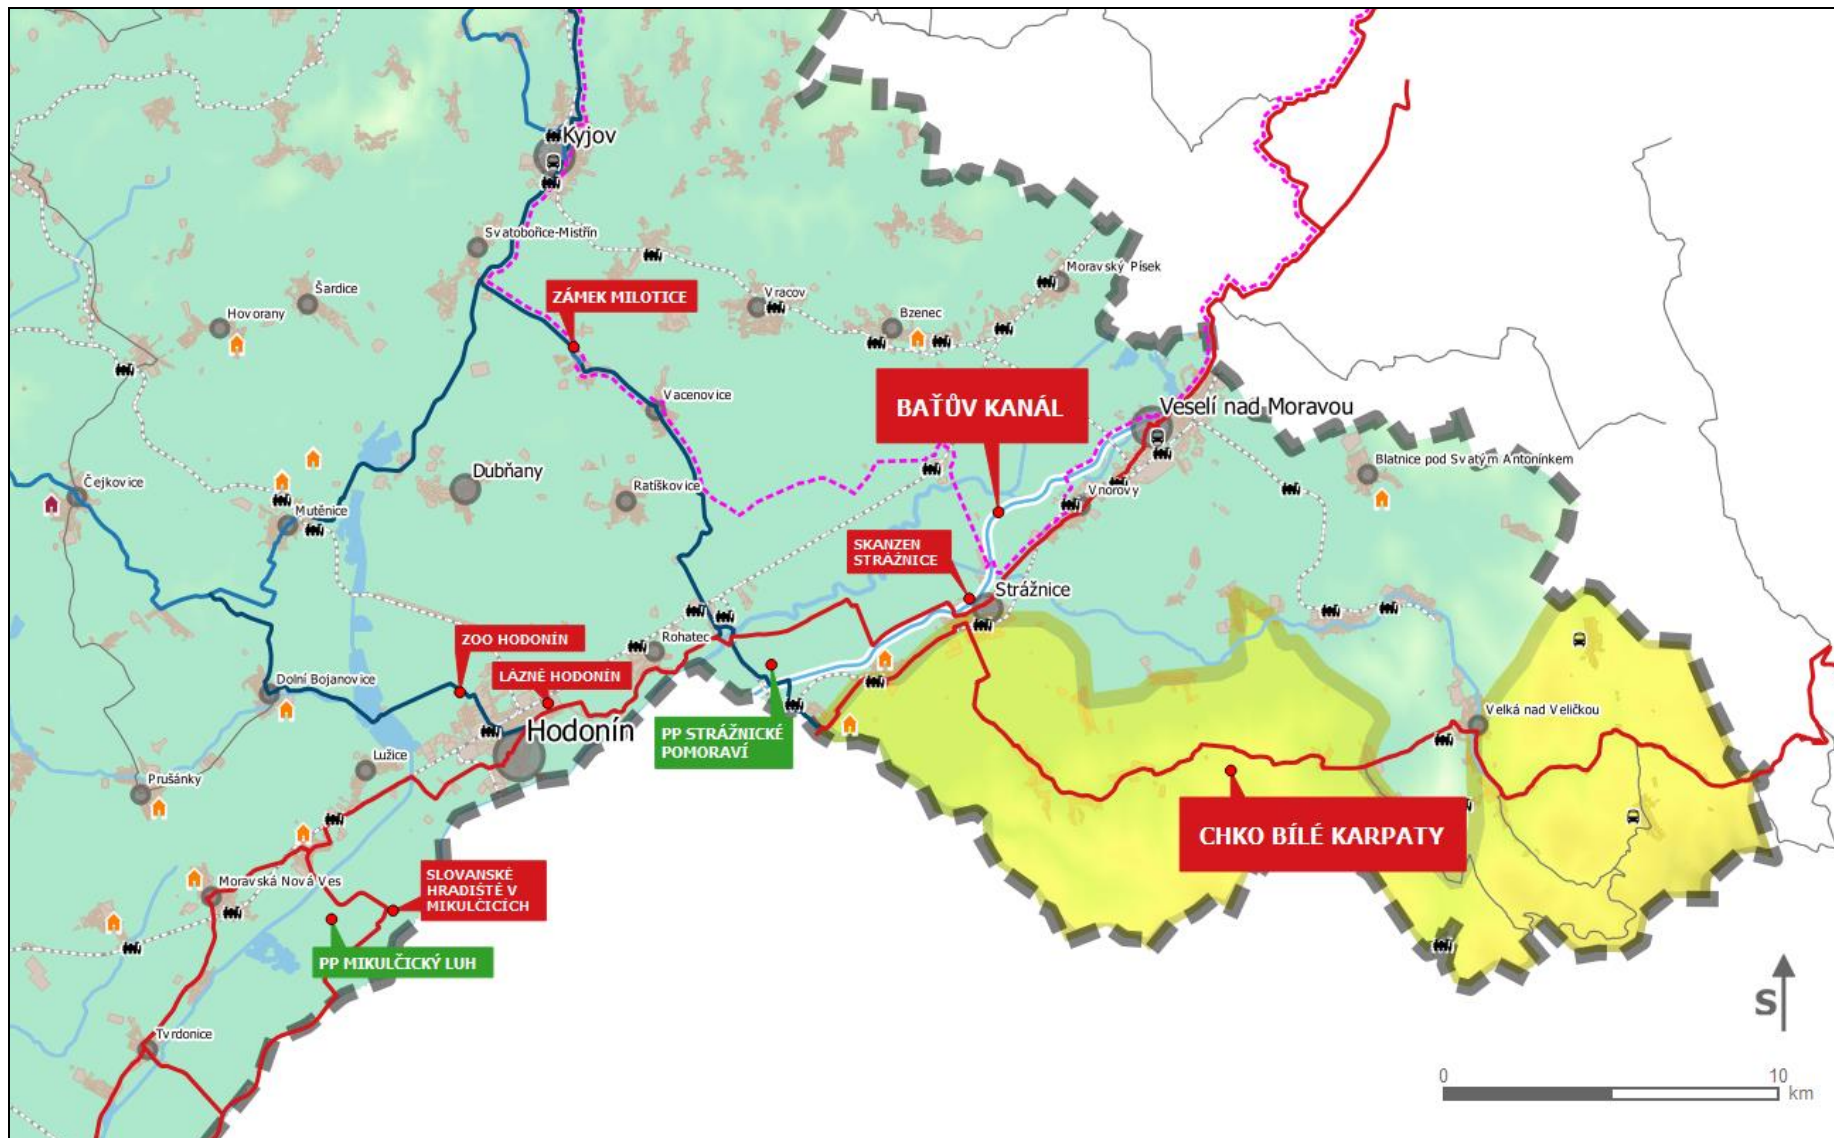 Kyjov
Svatobořice-Mistřín
Moravský Písek
Šardice
ZÁMEK MILOTICE
Vracov
Hovorany
Bzenec
Vacenovice
BAŤŮV KANÁL
Veselí nad Moravou
Blatnice pod Svatým Antonínkem
Dubňany
Čejkovice
Ratíškovice
Vnorovy
Mutěnice
SKANZEN
STRÁŽNICE
Strážnice
ZOO HODONÍN
Rohatec
LÁZNĚ HODONÍN
Dolní Bojanovice
Hodonín
PP STRÁŽNICKÉ
POMORAVÍ
Velká nad Veličkou
Lužice
Prušánky
CHKO BÍLÉ KARPATY
Moravská Nová Ves
SLOVANSKÉ
HRADIŠTĚ V
MIKULČICÍCH
PP MIKULČICKÝ LUH
S
Tvrdonice
0
10
km